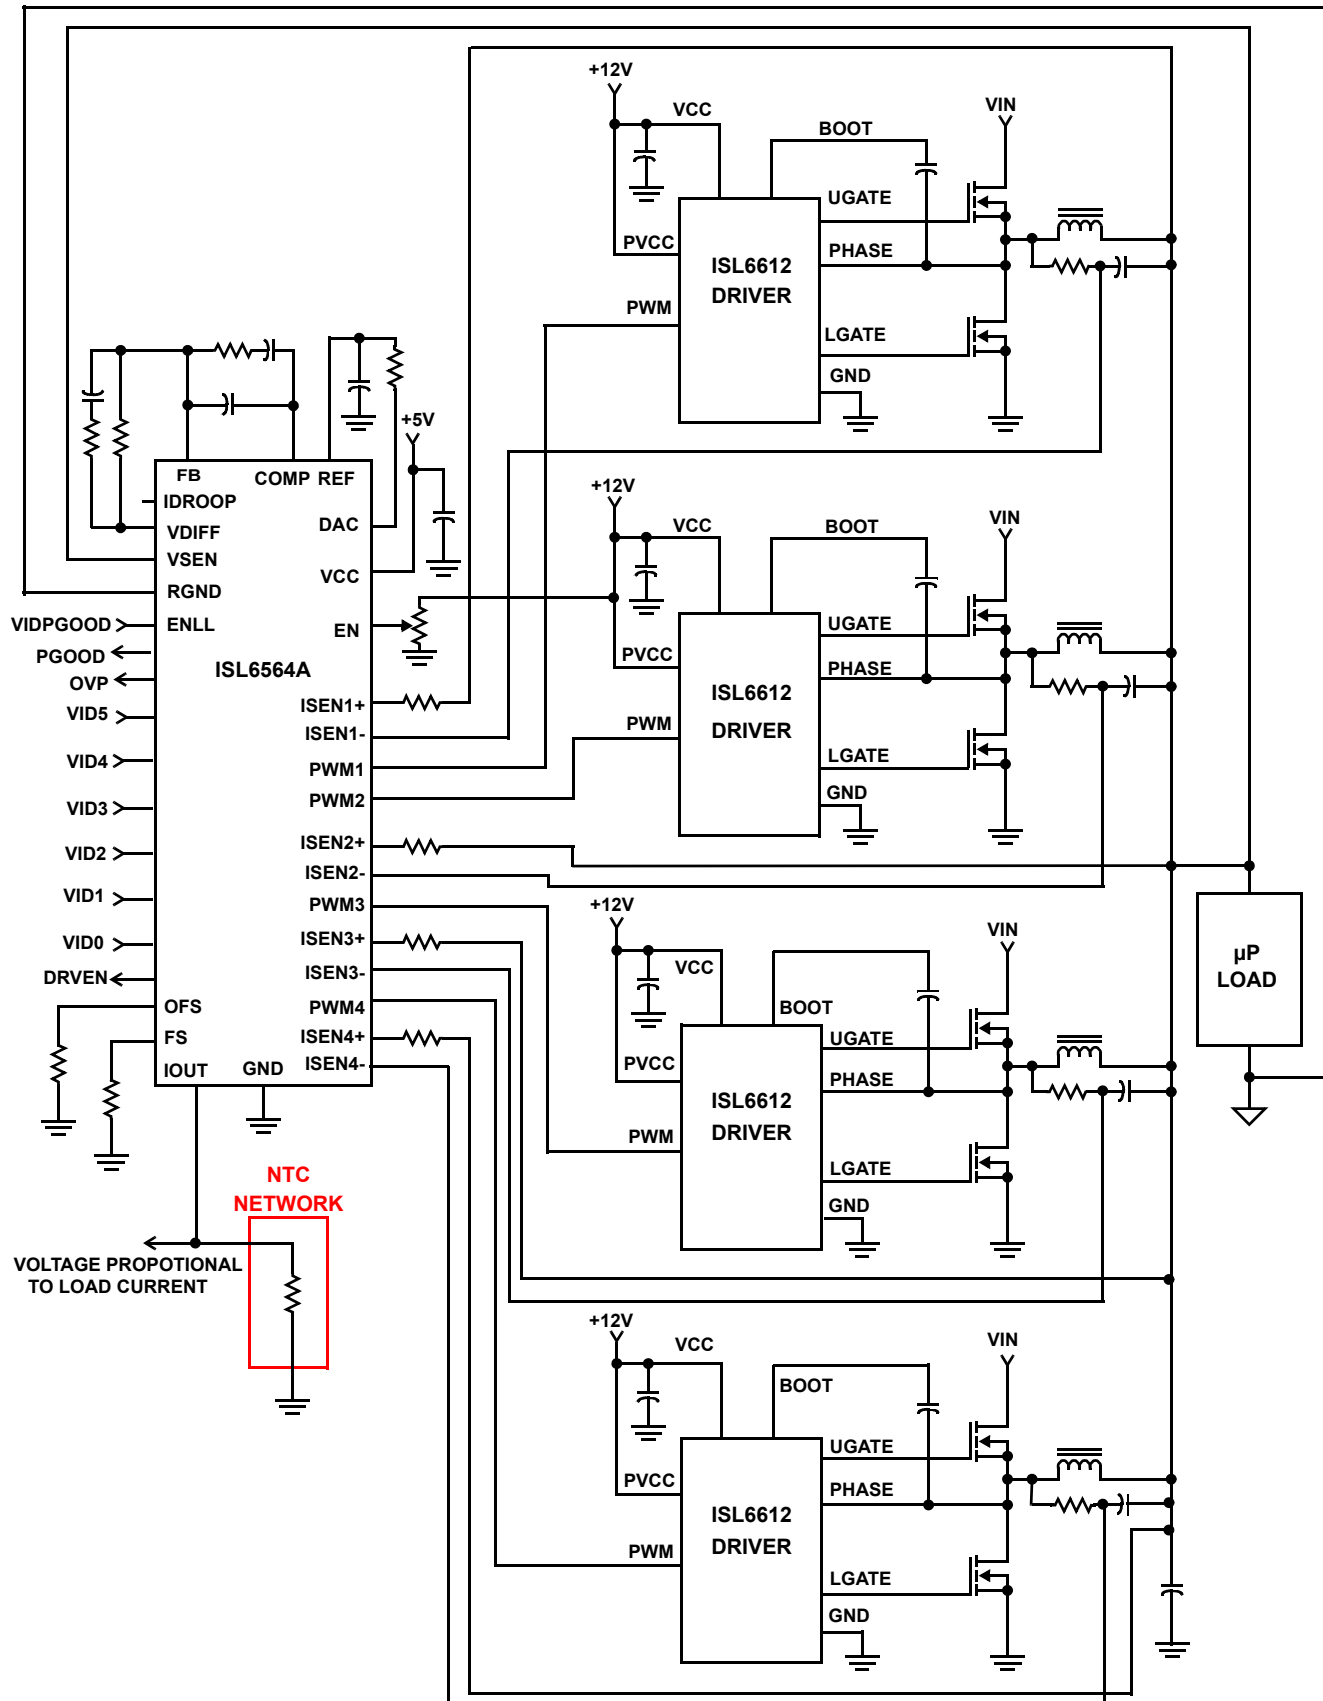 +12V
VCC
BOOT
VIN
UGATE
PVCC
PHASE
ISL6612
DRIVER
PWM
LGATE
GND
+5V
FB
COMP
REF
IDROOP
DAC
VDIFF
VSEN
VCC
RGND
VIDPGOOD
ENLL
EN
PGOOD
ISL6564A
OVP
VID5
ISEN1+
ISEN1-
VID4
PWM1
PWM2
VID3
ISEN2+
VID2
ISEN2-
VID1
PWM3
VID0
ISEN3+
DRVEN
ISEN3-
OFS
PWM4
FS
ISEN4+
IOUT
GND
ISEN4-
+12V
VCC
BOOT
VIN
UGATE
PVCC
PHASE
ISL6612
DRIVER
PWM
LGATE
GND
+12V
VCC
BOOT
VIN
UGATE
PVCC
PHASE
ISL6612
DRIVER
PWM
LGATE
GND
µP
LOAD
NTC
NETWORK
VOLTAGE PROPOTIONAL
TO LOAD CURRENT
+12V
VCC
BOOT
VIN
UGATE
PVCC
PHASE
ISL6612
DRIVER
PWM
LGATE
GND